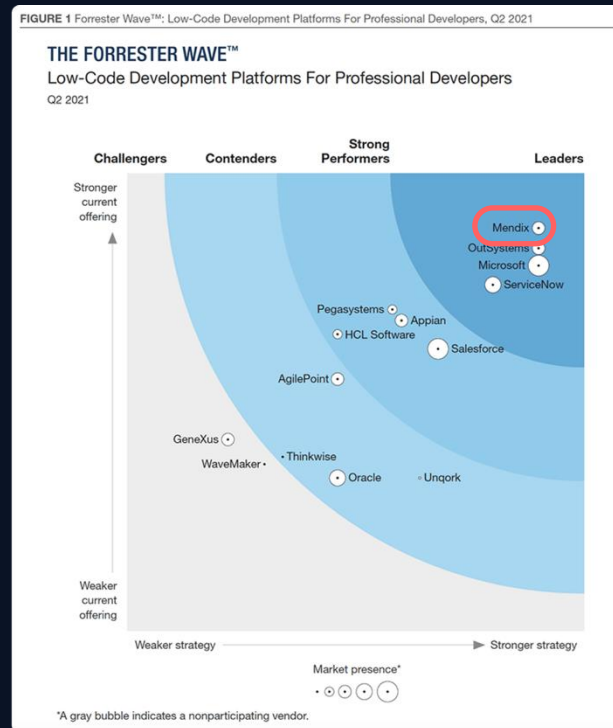 FIGURE 1 Forrester Wave™: Low-Code Development Platforms For Professional Developers, Q2 2021
THE FORRESTER WAVE™
Low-Code Development Platforms For Professional Developers
Q2 2021
Challengers
Contenders
Strong
Performers
Leaders
Stronger
current
offering
Mendix
OutSystems
Microsoft
ServiceNow
Pegasystems
Appian
HCL Software
Salesforce
AgilePoint
GeneXus
Thinkwise
WaveMaker
Oracle
Unqork
Weaker
current
offering
Weaker strategy
Stronger strategy
Market presence*
*A gray bubble indicates a nonparticipating vendor.